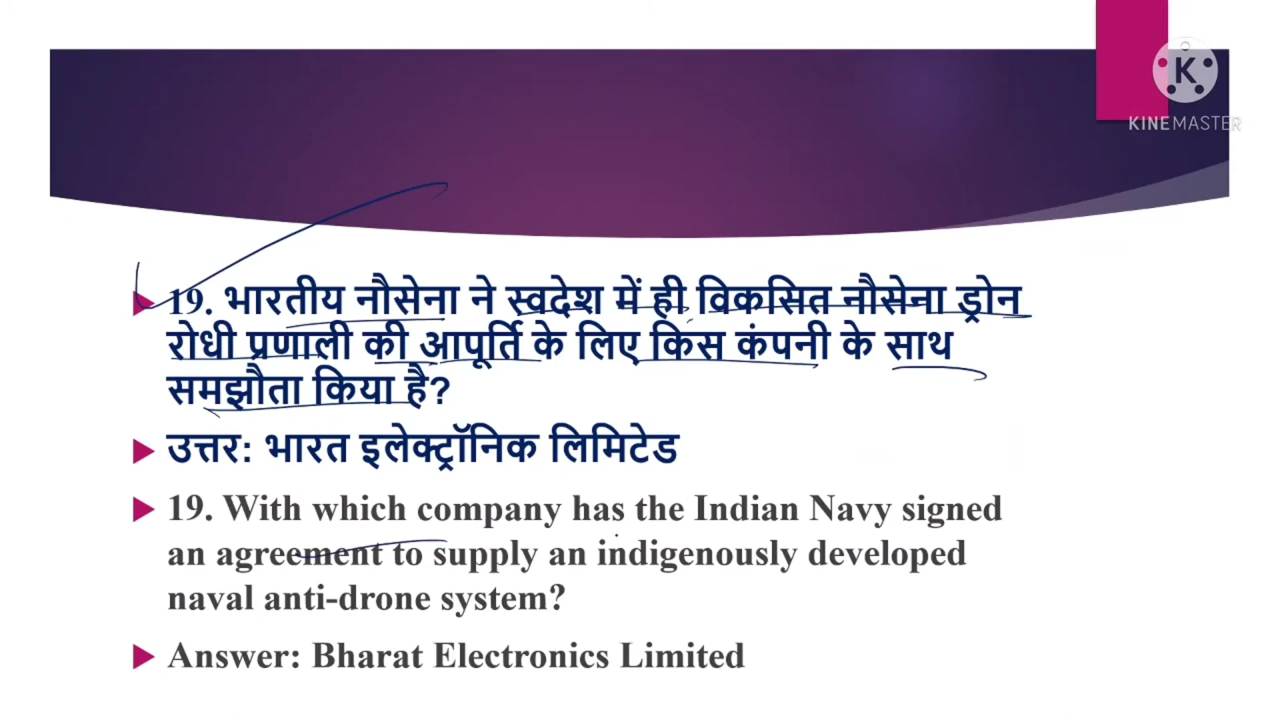 K
KINEMASTER
19. भारतीय नौसेना ने स्वदेश में ही विकसित नौसेना ड्रोन
रोधी प्रणाली की आपूर्ति के लिए किस कंपनी के साथ
समझौता किया है?
उत्तर: भारत इलेक्ट्रॉनिक लिमिटेड
19. With which company has the Indian Navy signed
an agreement to supply an indigenously developed
naval anti-drone system?
Answer: Bharat Electronics Limited